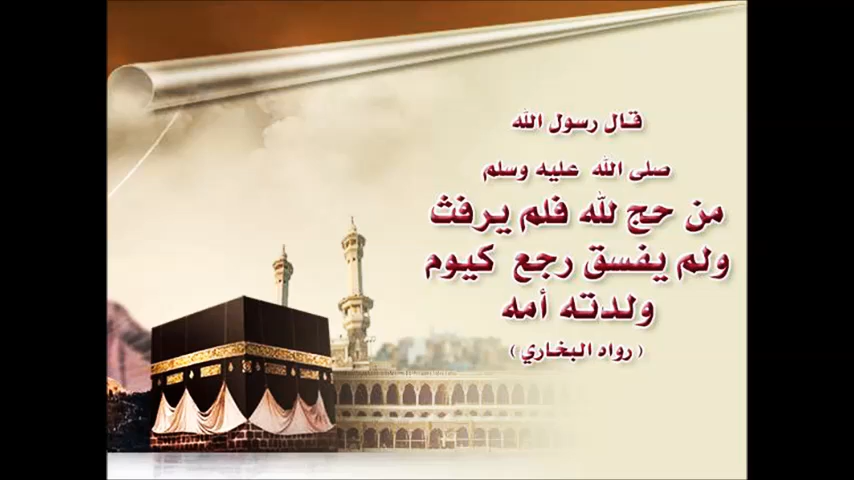 قال رسول الله
صلى الله عليه وسلم
من حج لله فلم يرفث
ولم يفسق رجع كيوم
ولدته أمه
( رواد البخاري )